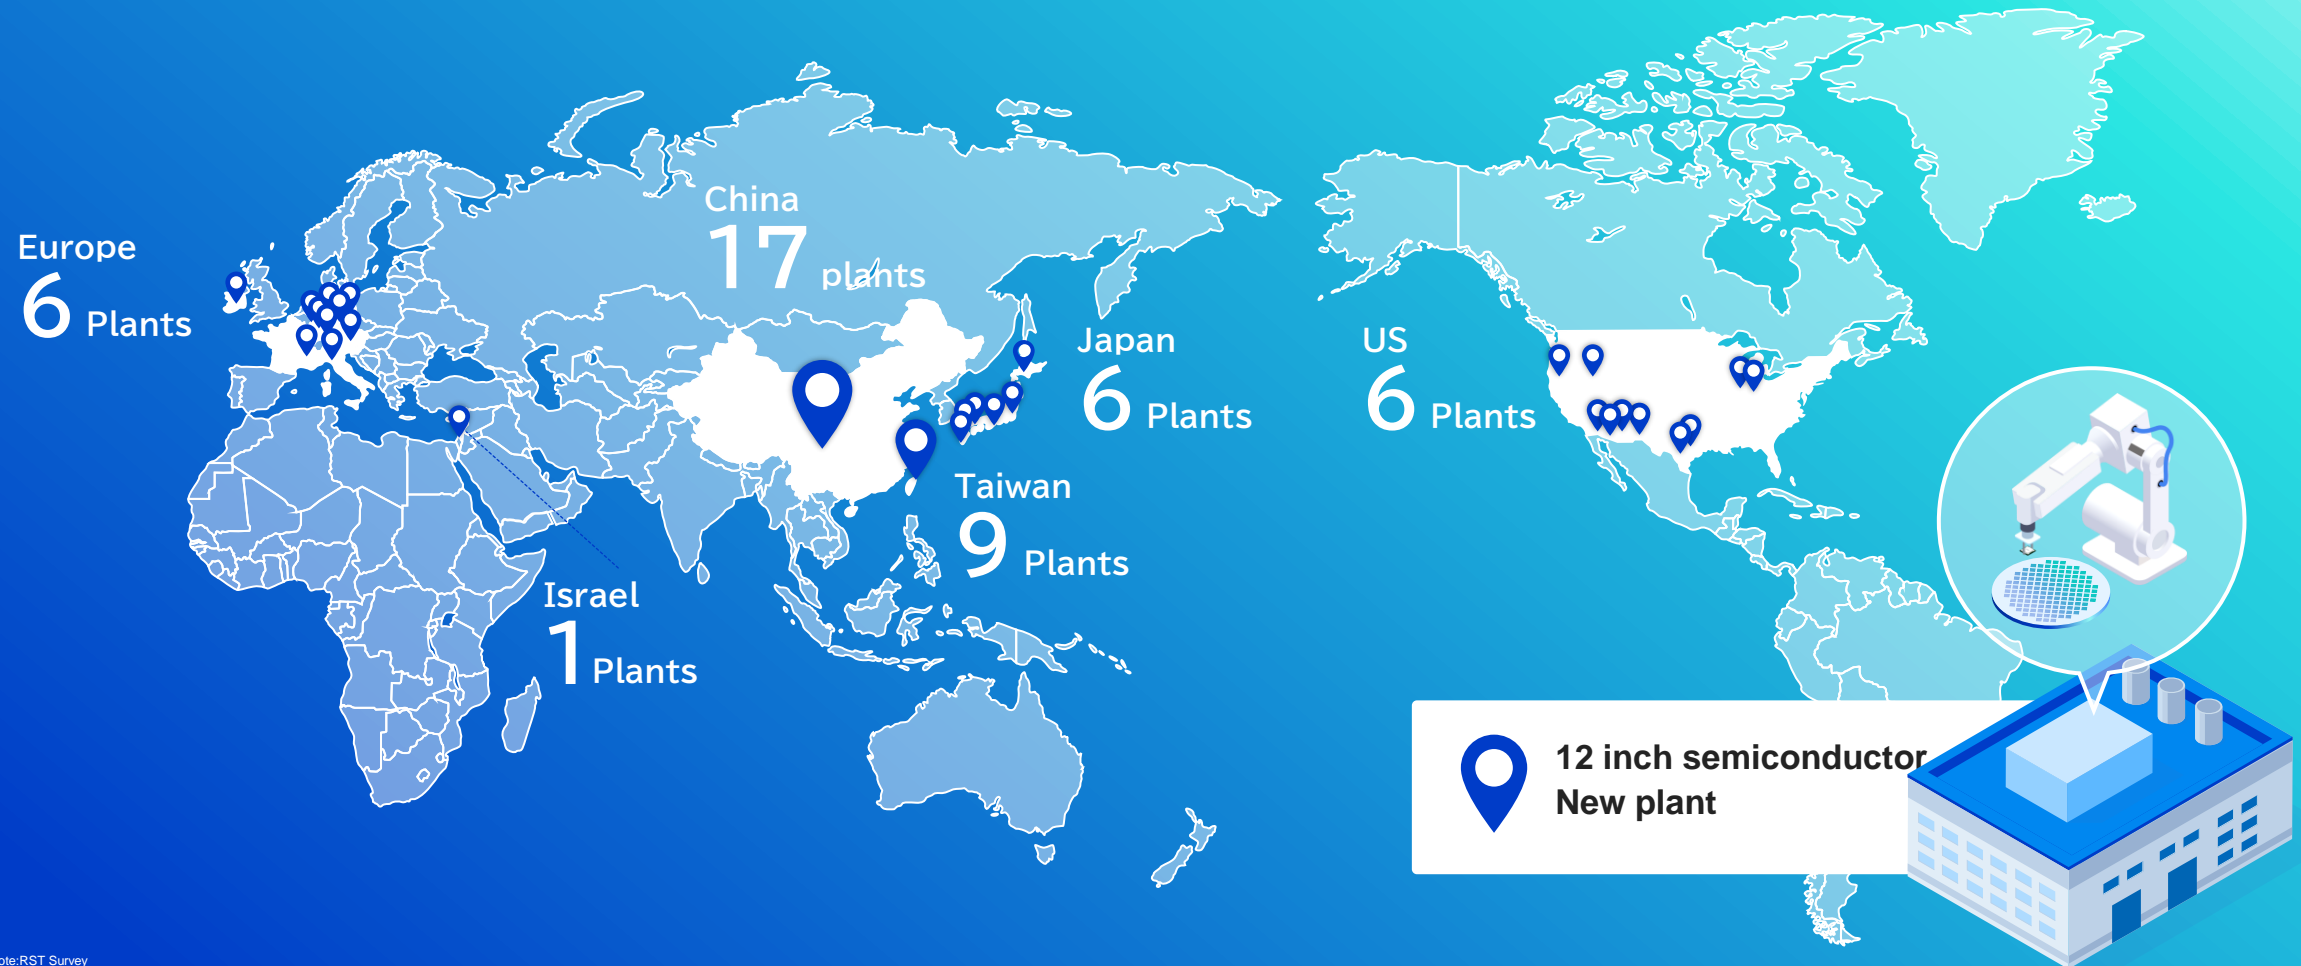 China
17 plants
Europe
6 Plants
Japan
6 Plants
US
6 Plants
Taiwan
9 Plants
Israel
1 Plants
12 inch semiconductor
New plant
ote:RST Survey